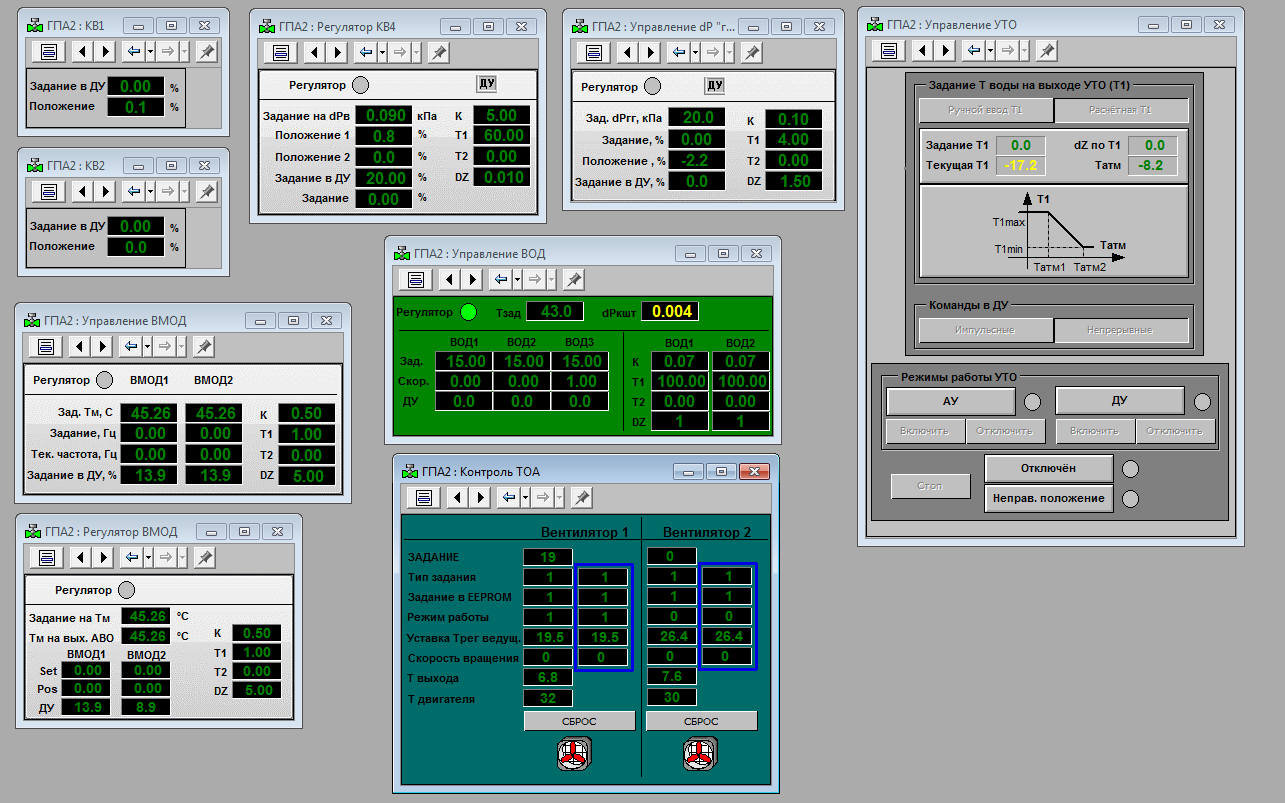 ГПА2 : КВ1
Задание в ДУ 0.00 %
Положение 0.1 %
ГПА2 : КВ2
Задание в ДУ 0.00 %
Положение 0.0 %
ГПА2 : Регулятор КВ4
Регулятор ДУ
Задание на dPв 0.090 кПа K 5.00
Положение 1 0.8 % T1 60.00
Положение 2 0.0 % T2 0.00
Задание в ДУ 20.00 % DZ 0.010
Задание 0.00 %
ГПА2 : Управление dP "г...
Регулятор ДУ
Зад. dPгг, кПа 20.0 K 0.10
Задание, % 0.00 T1 4.00
Положение , % -2.2 T2 0.00
Задание в ДУ, % 0.0 DZ 1.50
ГПА2 : Управление УТО
Задание Т воды на выходе УТО (Т1)
Ручной ввод Т1 Расчётная Т1
Задание Т1 0.0 dZ по Т1 0.0
Текущая Т1 -17.2 Татм -8.2
T1
T1max
T1min Татм
Татм1 Татм2
Команды в ДУ
Импульсные Непрерывные
Режимы работы УТО
АУ ДУ
Включить Отключить Включить Отключить
Отключён
Стоп
Неправ. положение
ГПА2 : Управление ВОД
Регулятор Тзад 43.0 dPкшт 0.004
ВОД1 ВОД2 ВОД3 ВОД1 ВОД2
Зад. 15.00 15.00 15.00 K 0.07 0.07
Скор. 0.00 0.00 1.00 T1 100.00 100.00
ДУ 0.0 0.0 0.0 T2 0.00 0.00
DZ 1 1
ГПА2 : Управление ВМОД
Регулятор ВМОД1 ВМОД2
Зад. Тм, С 45.26 45.26 K 0.50
Задание, Гц 0.00 0.00 T1 1.00
Тек. частота, Гц 0.00 0.00 T2 0.00
Задание в ДУ, % 13.9 13.9 DZ 5.00
ГПА2 : Регулятор ВМОД
Регулятор
Задание на Тм 45.26 °C
Тм на вых. АВО 45.26 °C K 0.50
ВМОД1 ВМОД2 T1 1.00
Set 0.00 0.00 T2 0.00
Pos 0.00 0.00 DZ 5.00
ДУ 13.9 8.9
ГПА2 : Контроль ТОА
Вентилятор 1 Вентилятор 2
ЗАДАНИЕ 19 0
Тип задания 1 1 1 1
Задание в EEPROM 1 1 1 1
Режим работы 1 1 0 0
Уставка Tрег ведущ. 19.5 19.5 26.4 26.4
Скорость вращения 0 0 0 0
Т выхода 6.8 7.6
Т двигателя 32 30
СБРОС СБРОС